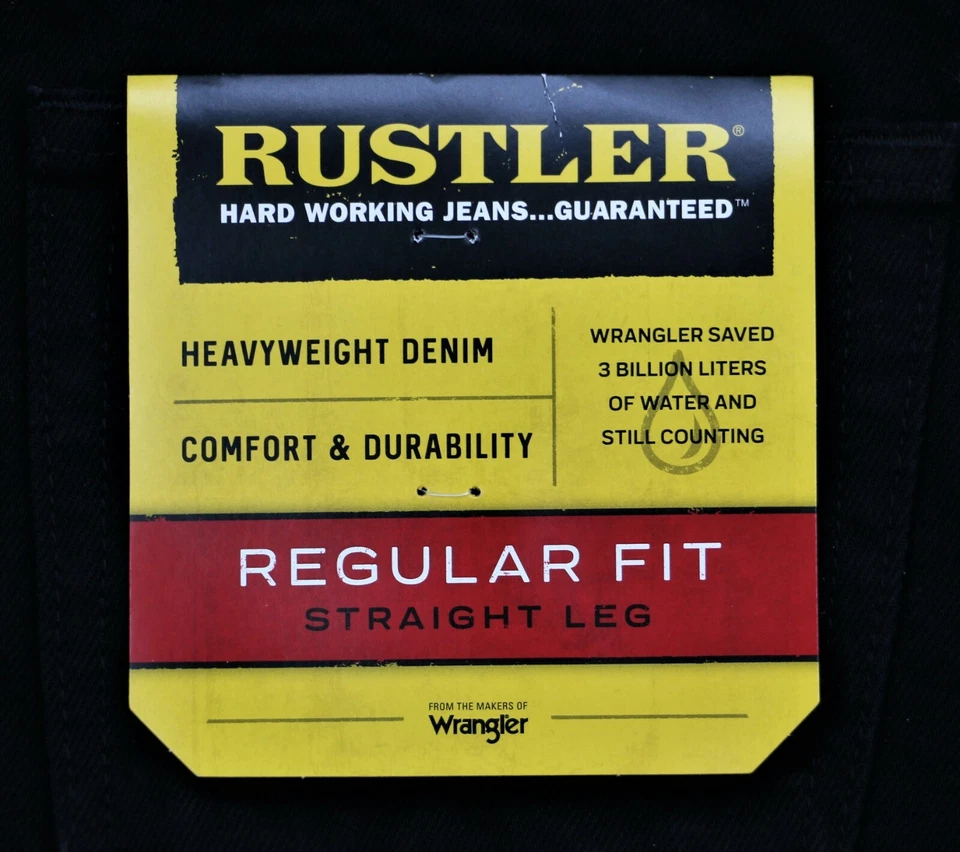 RUSTLER®
HARD WORKING JEANS...GUARANTEED™
HEAVYWEIGHT DENIM
COMFORT & DURABILITY
WRANGLER SAVED
3 BILLION LITERS
OF WATER AND
STILL COUNTING
REGULAR FIT
STRAIGHT LEG
FROM THE MAKERS OF
Wrangler